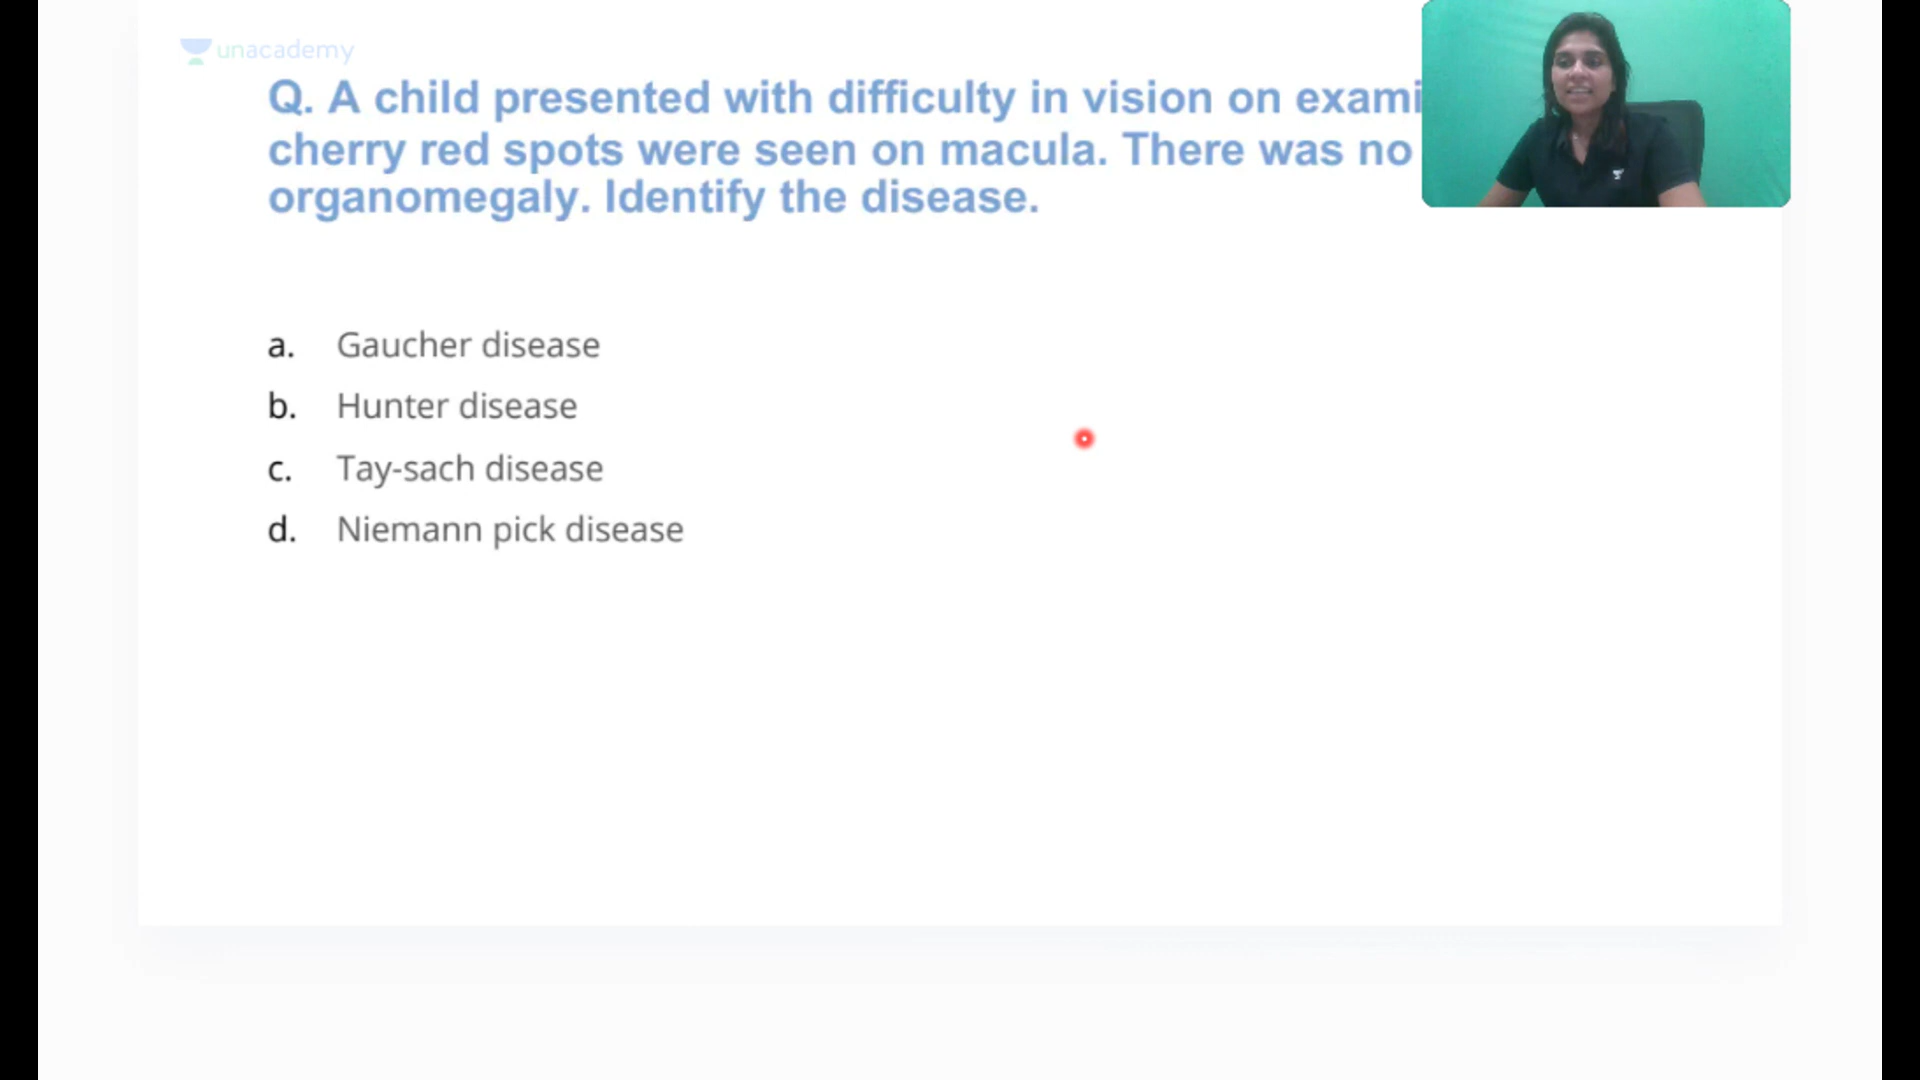 unacademy
Q. A child presented with difficulty in vision on exami
cherry red spots were seen on macula. There was no
organomegaly. Identify the disease.
a. Gaucher disease
b. Hunter disease
c. Tay-sach disease
d. Niemann pick disease